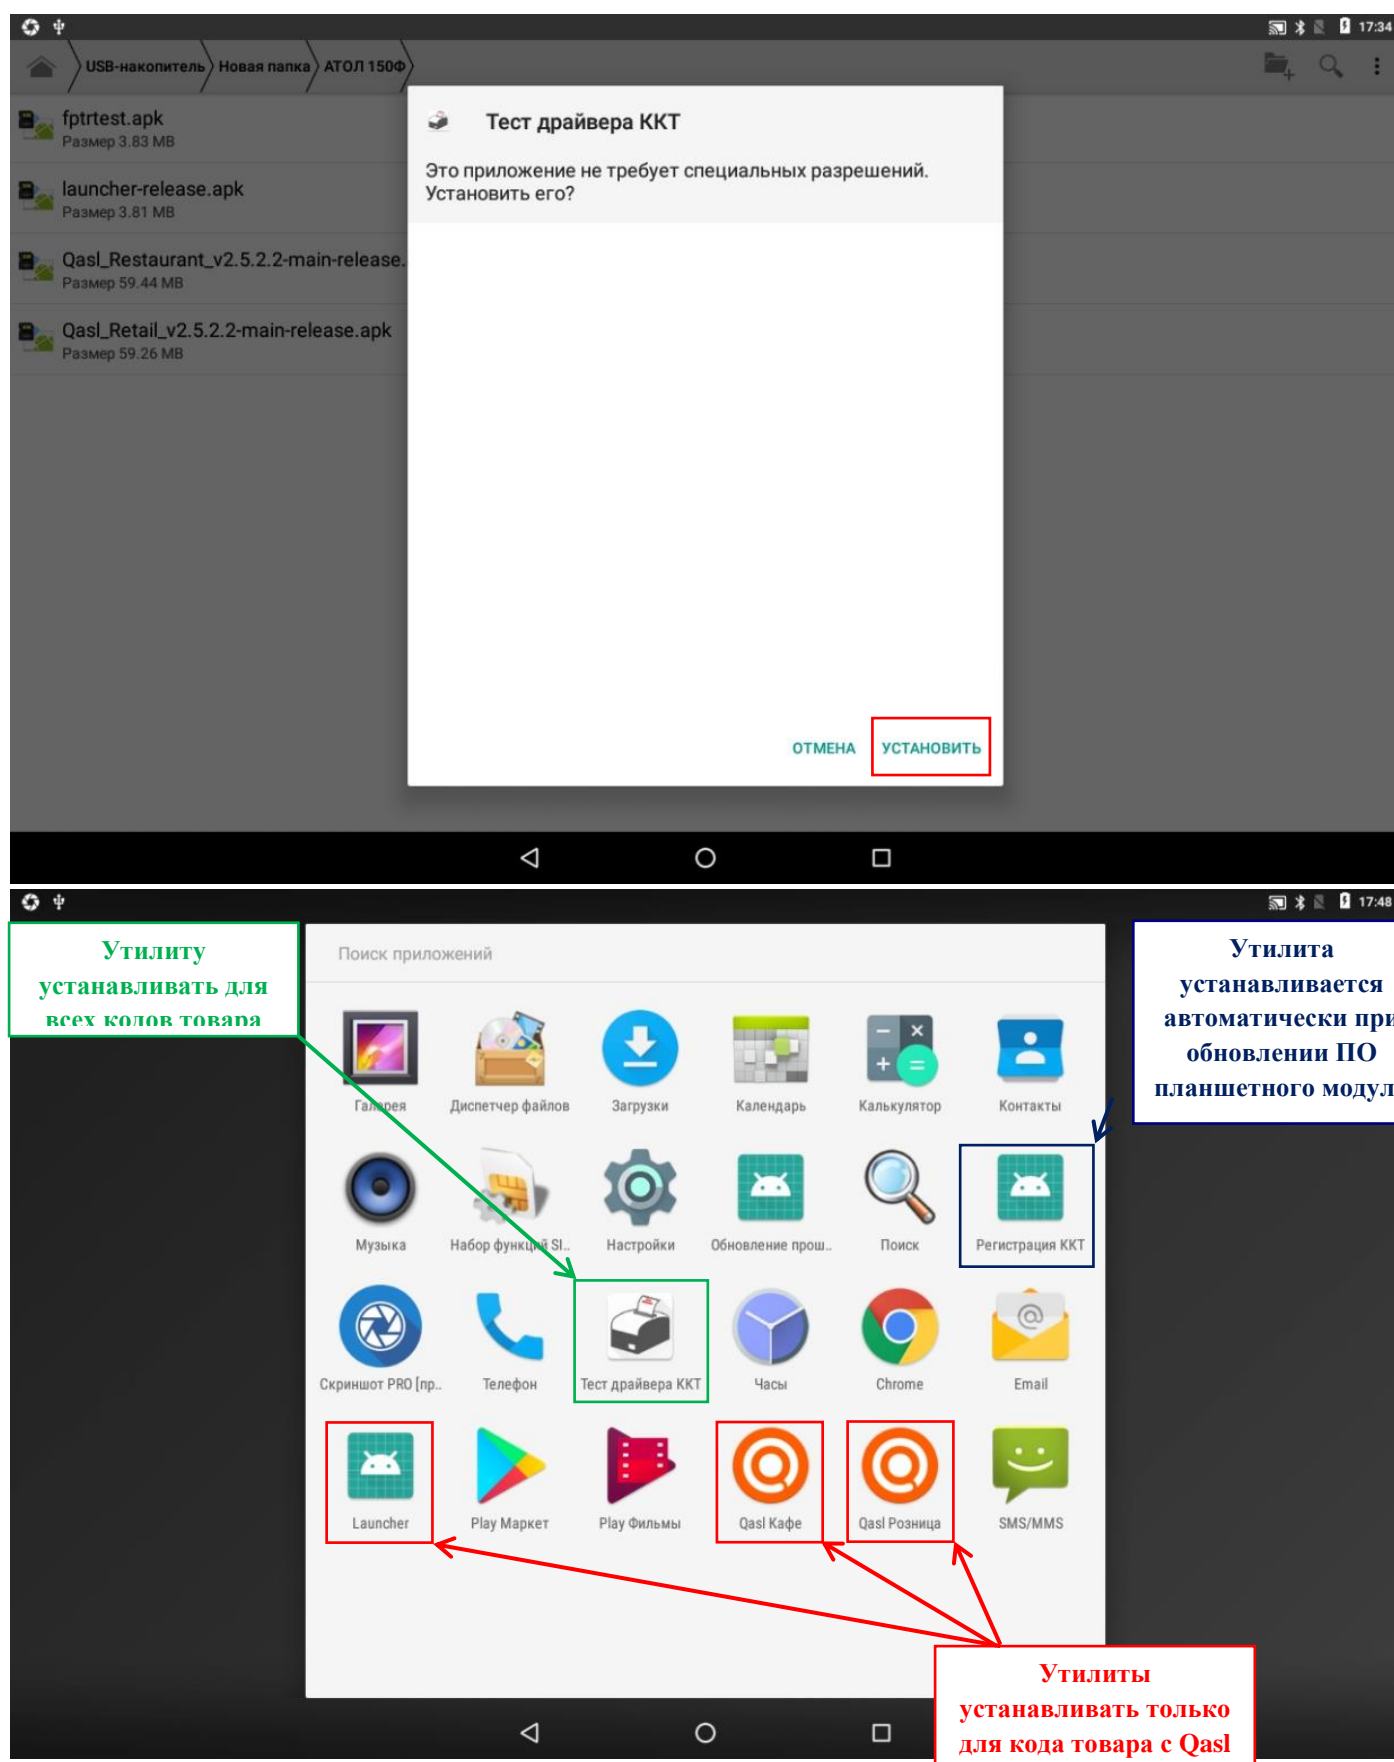 17:34
USB-накопитель Новая папка АТОЛ 150Ф
fptrtest.apk
Размер 3.83 MB
launcher-release.apk
Размер 3.81 MB
Qasl_Restaurant_v2.5.2.2-main-release.
Размер 59.44 MB
Qasl_Retail_v2.5.2.2-main-release.apk
Размер 59.26 MB
Тест драйвера ККТ
Это приложение не требует специальных разрешений.
Установить его?
ОТМЕНА УСТАНОВИТЬ
17:48
Утилиту
устанавливать для
всех кодов товара
Поиск приложений
Утилита
устанавливается
автоматически при
обновлении ПО
планшетного модул
Галерея Диспетчер файлов Загрузки Календарь Калькулятор Контакты
Музыка Набор функций SI.. Настройки Обновление прош.. Поиск Регистрация ККТ
Скриншот PRO [пр.. Телефон Тест драйвера ККТ Часы Chrome Email
Launcher Play Маркет Play Фильмы Qasl Кафе Qasl Розница SMS/MMS
Утилиты
устанавливать только
для кода товара с Qasl